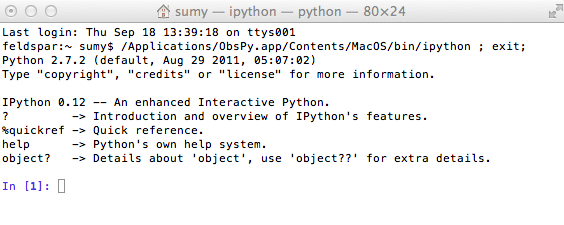 sumy — ipython — python — 80×24
Last login: Thu Sep 18 13:39:18 on ttys001
feldspar:~ sumy$ /Applications/ObsPy.app/Contents/MacOS/bin/ipython ; exit;
Python 2.7.2 (default, Aug 29 2011, 05:07:02)
Type "copyright", "credits" or "license" for more information.
IPython 0.12 -- An enhanced Interactive Python.
?         -> Introduction and overview of IPython's features.
%quickref -> Quick reference.
help      -> Python's own help system.
object?   -> Details about 'object', use 'object??' for extra details.
In [1]: